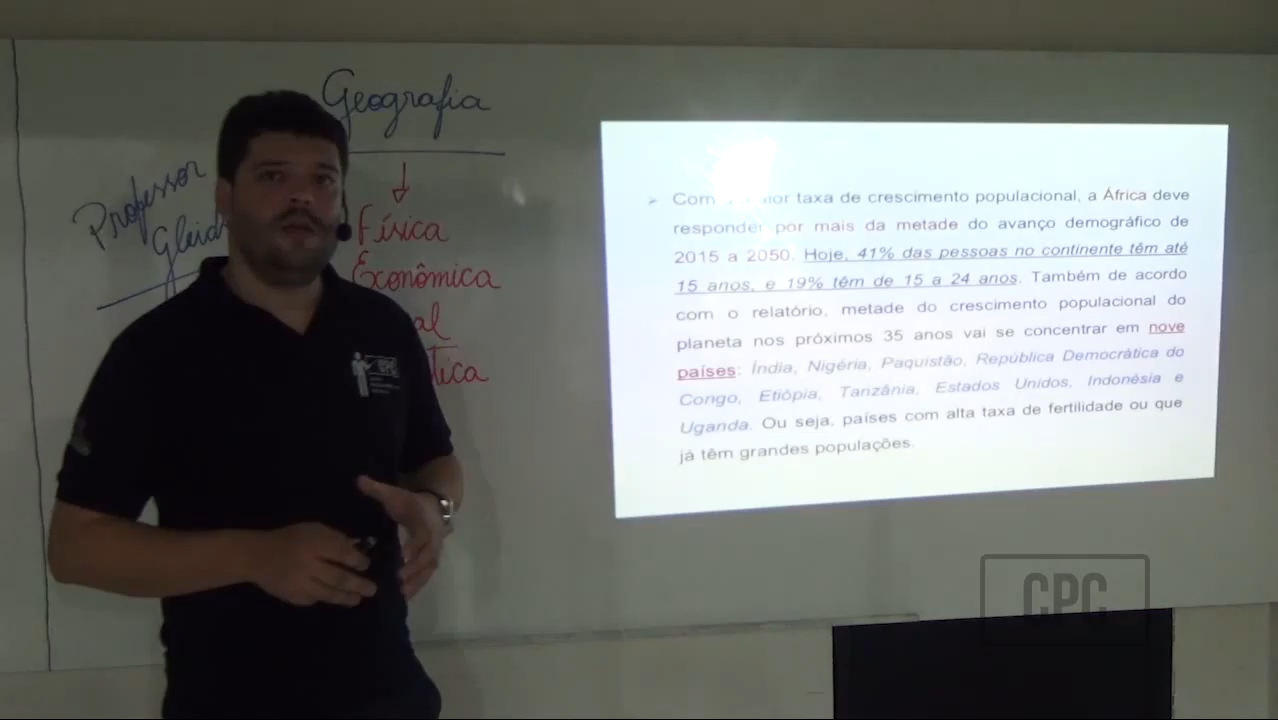 Geografia
Professor
Física
Econômica
➤ Com a maior taxa de crescimento populacional, a África deve
responder por mais da metade do avanço demográfico de
2015 a 2050. Hoje, 41% das pessoas no continente têm até
15 anos, e 19% têm de 15 a 24 anos. Também de acordo
com o relatório, metade do crescimento populacional do
planeta nos próximos 35 anos vai se concentrar em nove
países: Índia, Nigéria, Paquistão, República Democrática do
Congo, Etiópia, Tanzânia, Estados Unidos, Indonésia e
Uganda. Ou seja, países com alta taxa de fertilidade ou que
já têm grandes populações.
CPC
CPC